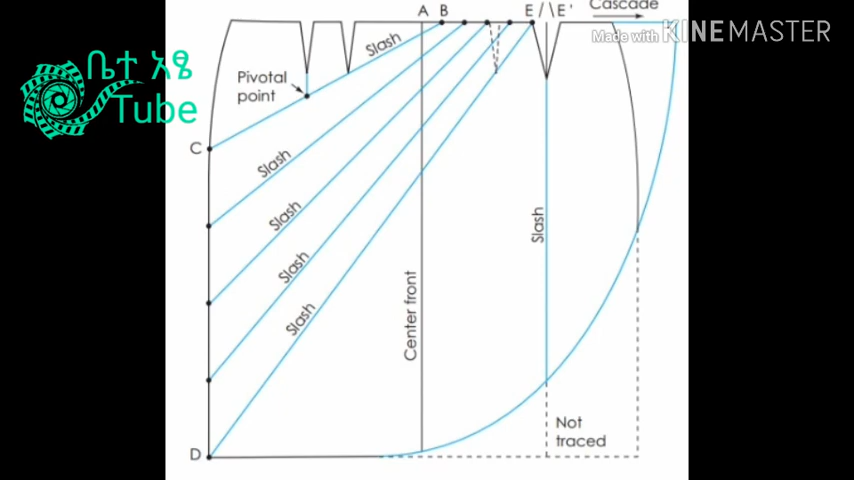 A B E / \ E' Cascade
Made with KINEMASTER
ቤተ እፄ
Tube
Slash
Pivotal
point
C
Slash
Slash
Slash
Slash
Slash
Center front
Not
traced
D